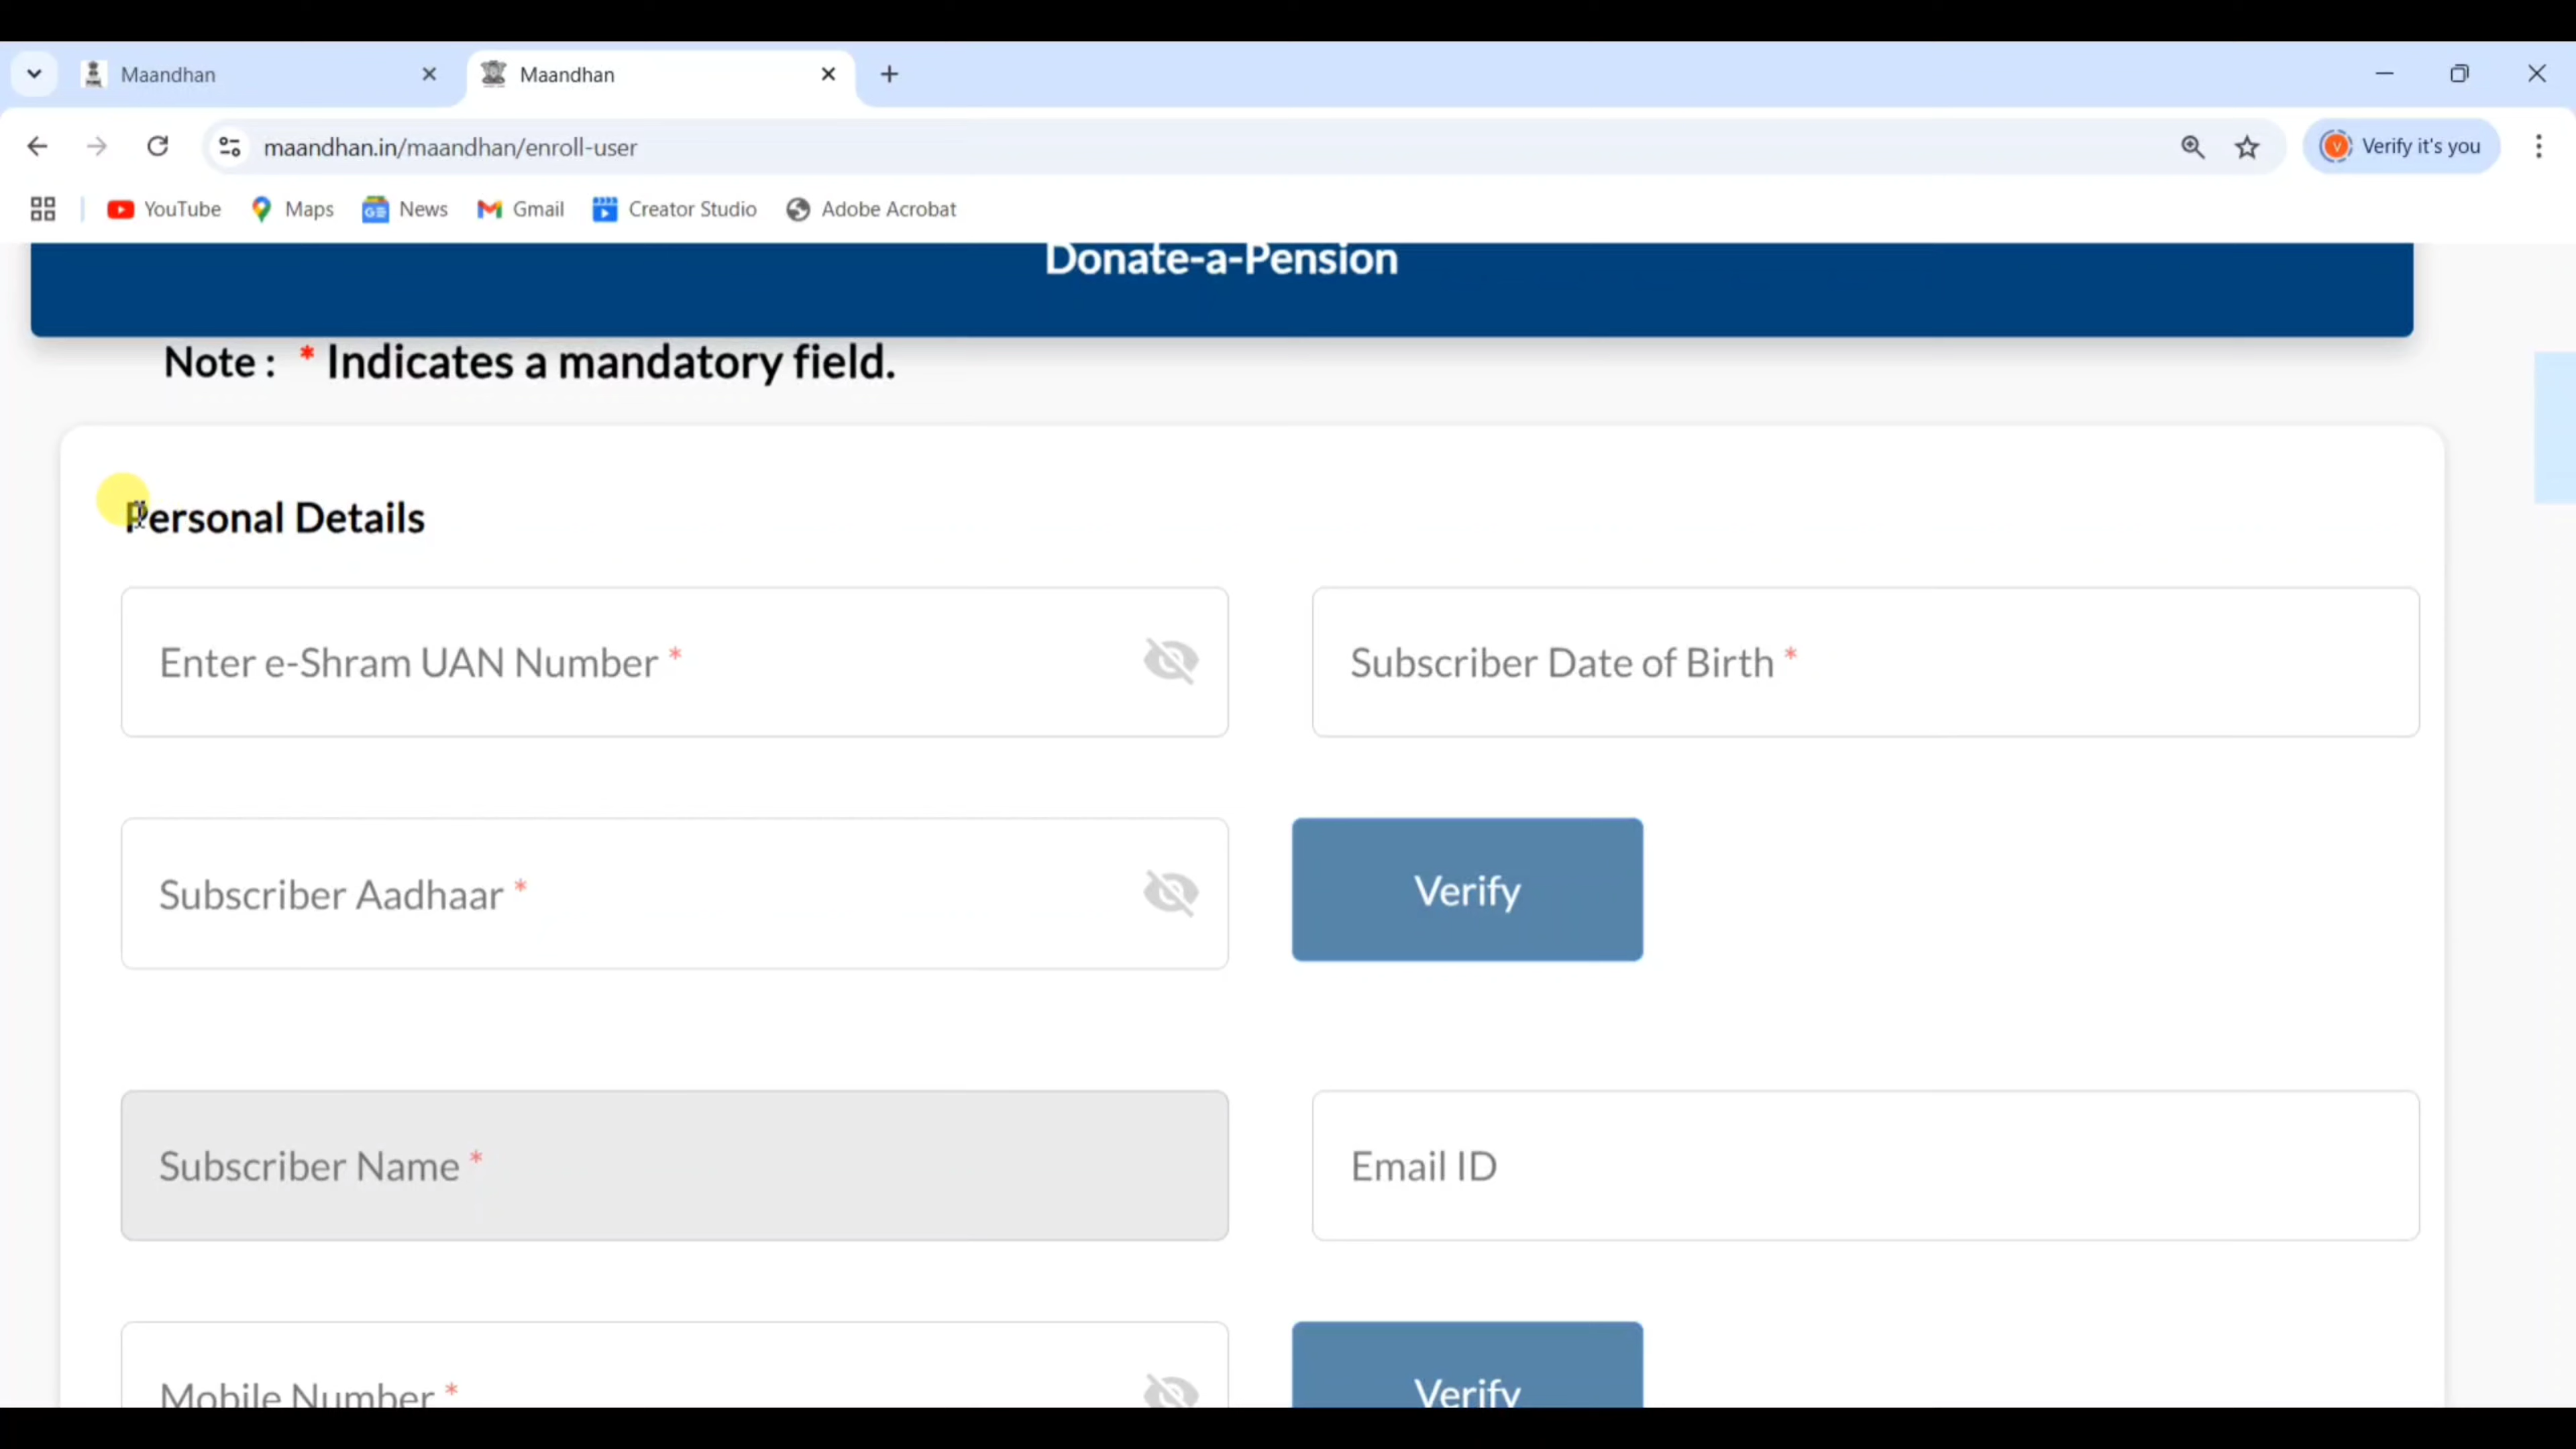 Maandhan
Maandhan
maandhan.in/maandhan/enroll-user
Verify it's you
YouTube
Maps
News
Gmail
Creator Studio
Adobe Acrobat
Donate-a-Pension
Note : * Indicates a mandatory field.
Personal Details
Enter e-Shram UAN Number *
Subscriber Date of Birth *
Subscriber Aadhaar *
Verify
Subscriber Name *
Email ID
Mobile Number *
Verify